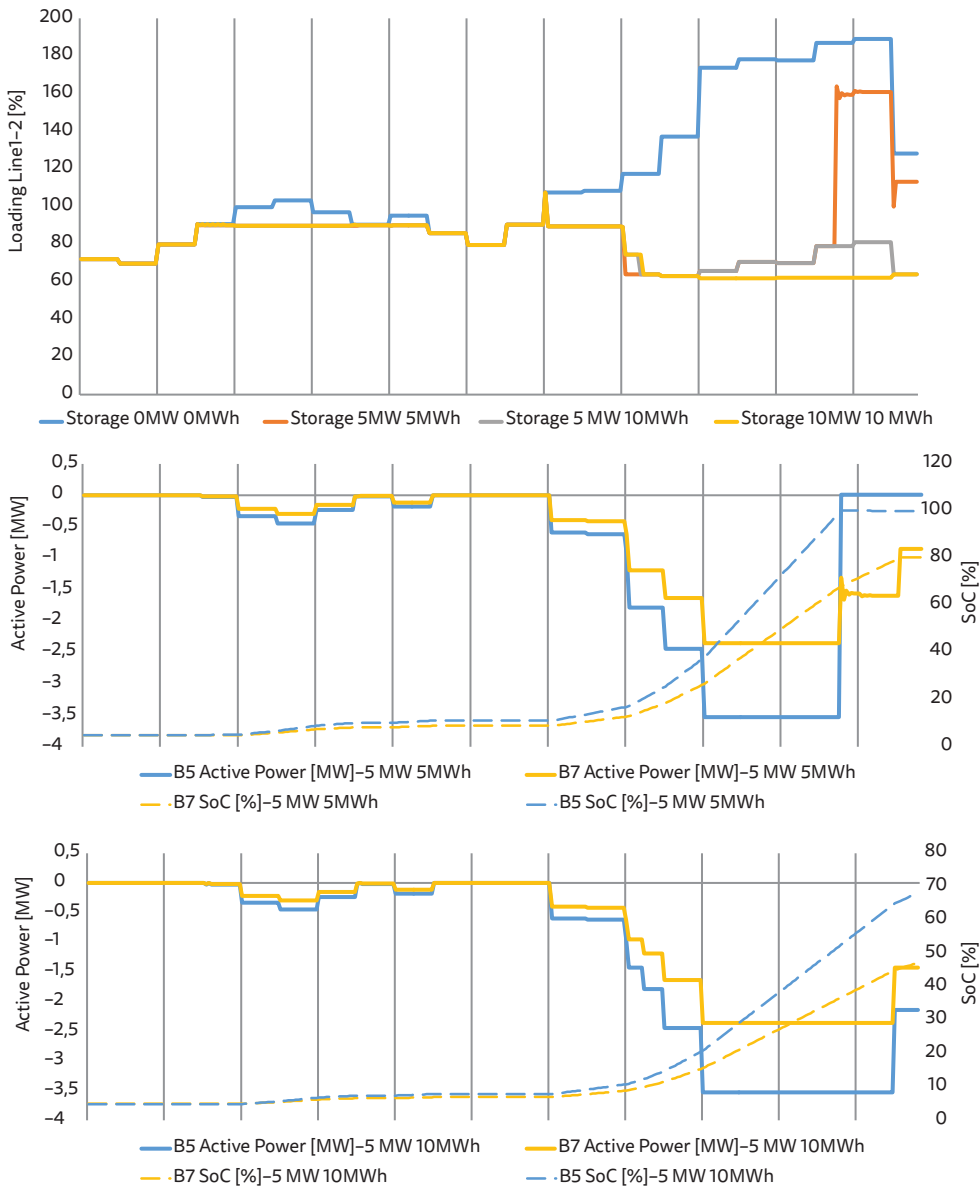 200
180
160
140
120
100
80
60
40
20
0
Loading Line1–2 [%]
Storage 0MW 0MWh
Storage 5MW 5MWh
Storage 5 MW 10MWh
Storage 10MW 10 MWh
0,5
0
–0,5
–1
–1,5
–2
–2,5
–3
–3,5
–4
Active Power [MW]
120
100
80
60
40
20
0
SoC [%]
B5 Active Power [MW]–5 MW 5MWh
B7 Active Power [MW]–5 MW 5MWh
B7 SoC [%]–5 MW 5MWh
B5 SoC [%]–5 MW 5MWh
0,5
0
–0,5
–1
–1,5
–2
–2,5
–3
–3,5
–4
Active Power [MW]
80
70
60
50
40
30
20
10
0
SoC [%]
B5 Active Power [MW]–5 MW 10MWh
B7 Active Power [MW]–5 MW 10MWh
B7 SoC [%]–5 MW 10MWh
B5 SoC [%]–5 MW 10MWh